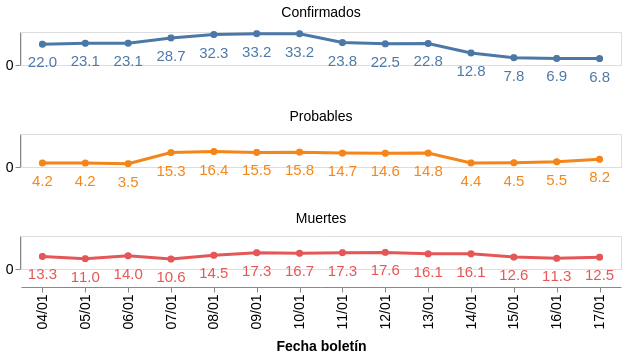 Confirmados
0
22.0 23.1 23.1 28.7 32.3 33.2 33.2 23.8 22.5 22.8 12.8 7.8 6.9 6.8
Probables
0
4.2 4.2 3.5 15.3 16.4 15.5 15.8 14.7 14.6 14.8 4.4 4.5 5.5 8.2
Muertes
0
13.3 11.0 14.0 10.6 14.5 17.3 16.7 17.3 17.6 16.1 16.1 12.6 11.3 12.5
04/01 05/01 06/01 07/01 08/01 09/01 10/01 11/01 12/01 13/01 14/01 15/01 16/01 17/01
Fecha boletín